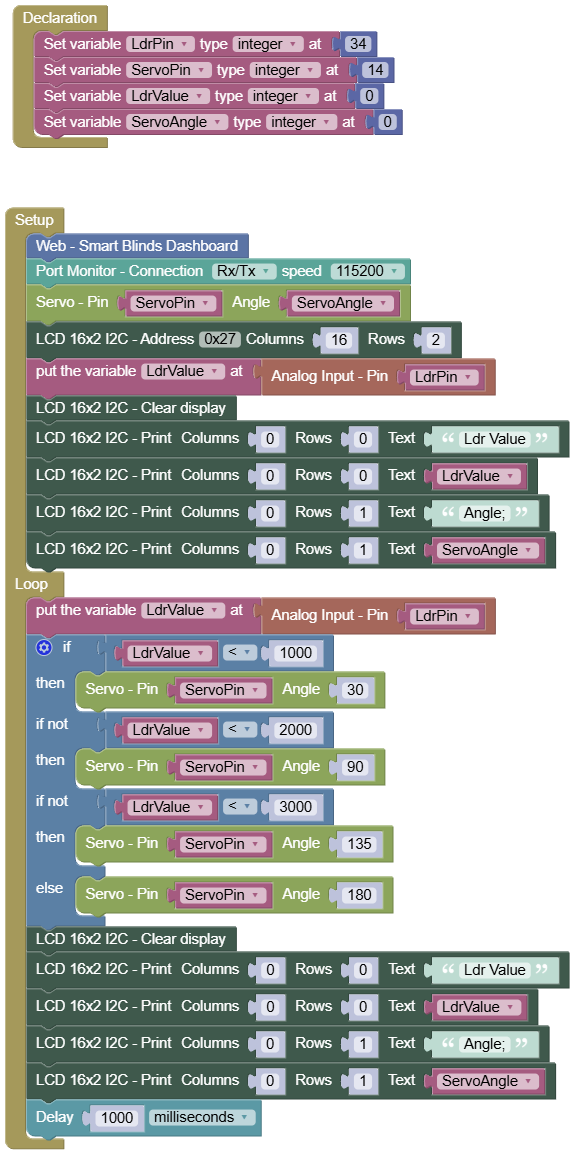 Declaration
Set variable LdrPin type integer at 34
Set variable ServoPin type integer at 14
Set variable LdrValue type integer at 0
Set variable ServoAngle type integer at 0
Setup
Web - Smart Blinds Dashboard
Port Monitor - Connection Rx/Tx speed 115200
Servo - Pin ServoPin Angle ServoAngle
LCD 16x2 I2C - Address 0x27 Columns 16 Rows 2
put the variable LdrValue at Analog Input - Pin LdrPin
LCD 16x2 I2C - Clear display
LCD 16x2 I2C - Print Columns 0 Rows 0 Text “ Ldr Value ”
LCD 16x2 I2C - Print Columns 0 Rows 0 Text LdrValue
LCD 16x2 I2C - Print Columns 0 Rows 1 Text “ Angle; ”
LCD 16x2 I2C - Print Columns 0 Rows 1 Text ServoAngle
Loop
put the variable LdrValue at Analog Input - Pin LdrPin
if LdrValue < 1000
then Servo - Pin ServoPin Angle 30
if not LdrValue < 2000
then Servo - Pin ServoPin Angle 90
if not LdrValue < 3000
then Servo - Pin ServoPin Angle 135
else Servo - Pin ServoPin Angle 180
LCD 16x2 I2C - Clear display
LCD 16x2 I2C - Print Columns 0 Rows 0 Text “ Ldr Value ”
LCD 16x2 I2C - Print Columns 0 Rows 0 Text LdrValue
LCD 16x2 I2C - Print Columns 0 Rows 1 Text “ Angle; ”
LCD 16x2 I2C - Print Columns 0 Rows 1 Text ServoAngle
Delay 1000 milliseconds